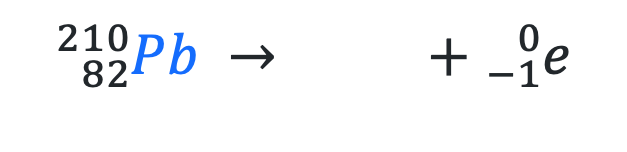 ²¹⁰₈₂Pb → + ⁰₋₁e